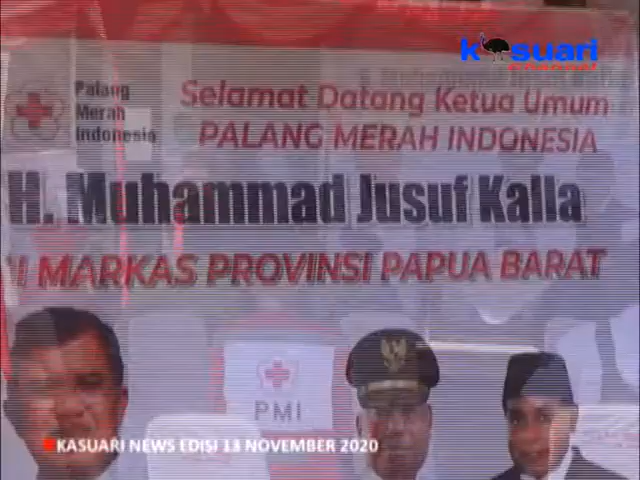 kasuari
Palang
Merah
Indonesia
Selamat Datang Ketua Umum
PALANG MERAH INDONESIA
H. Muhammad Jusuf Kalla
MARKAS PROVINSI PAPUA BARAT
PMI
KASUARI NEWS EDISI 13 NOVEMBER 2020